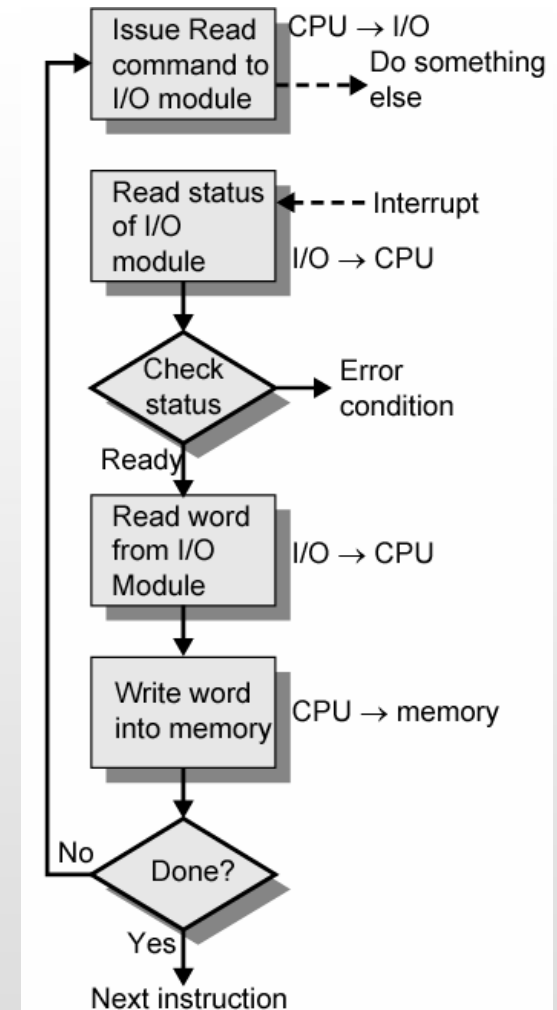 Issue Read
command to
I/O module
CPU → I/O
Do something
else
Read status
of I/O
module
Interrupt
I/O → CPU
Check
status
Error
condition
Ready
Read word
from I/O
Module
I/O → CPU
Write word
into memory
CPU → memory
No
Done?
Yes
Next instruction